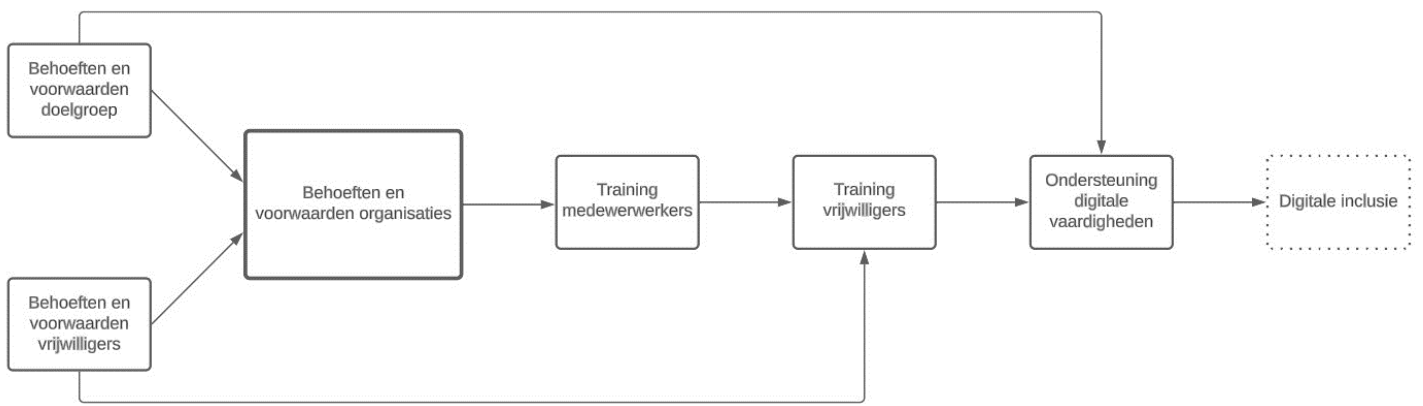 Behoeften en
voorwaarden
doelgroep
Behoeften en
voorwaarden
vrijwilligers
Behoeften en
voorwaarden organisaties
Training
medewerwerkers
Training
vrijwilligers
Ondersteuning
digitale
vaardigheden
Digitale inclusie